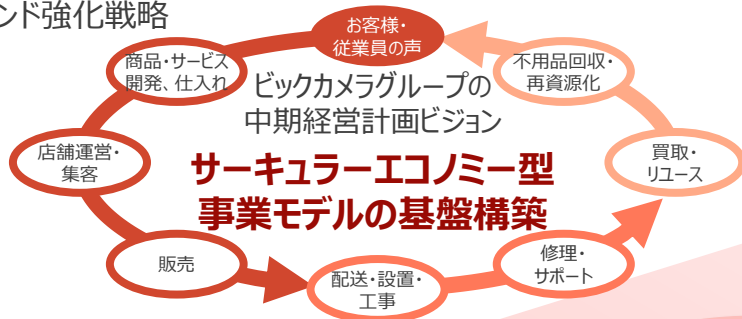 ンド強化戦略
お客様・
従業員の声
商品・サービス
開発、仕入れ
不用品回収・
再資源化
ビックカメラグループの
中期経営計画ビジョン
店舗運営・
集客
サーキュラーエコノミー型
事業モデルの基盤構築
買取・
リユース
販売
配送・設置・
工事
修理・
サポート